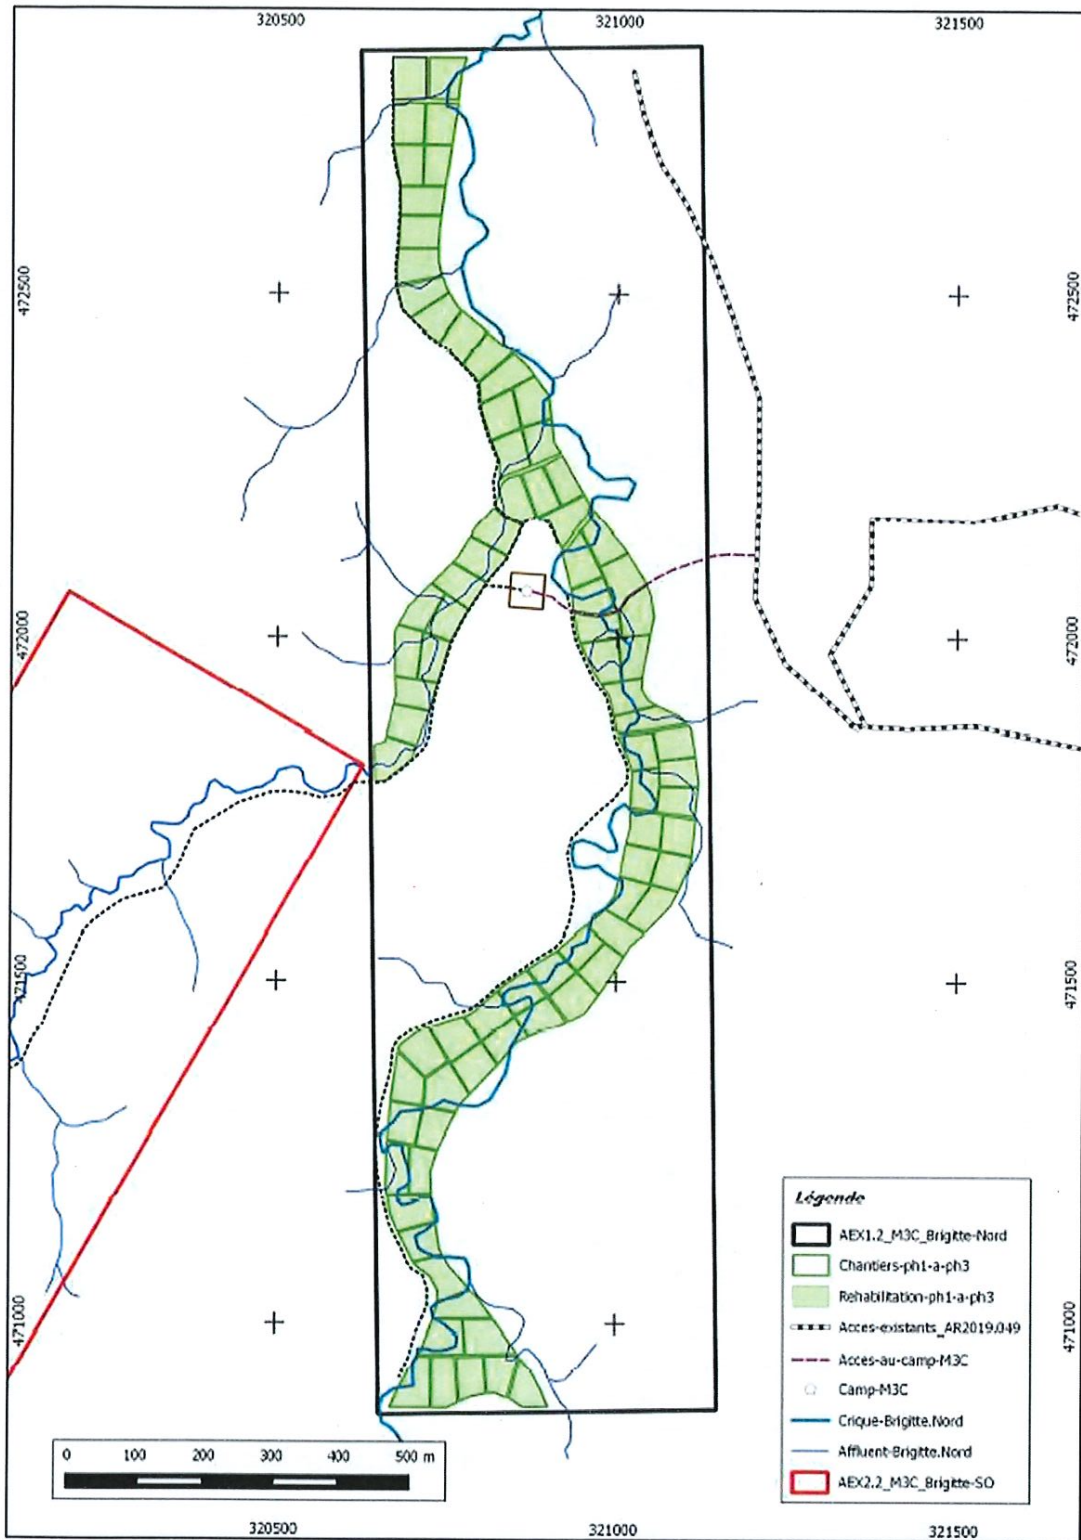 320500 321000 321500
472500 472500
472000 472000
471500 471500
471000 471000
Légende
AEX1.2_M3C_Brigitte-Nord
Chantiers-ph1-a-ph3
Rehabilitation-ph1-a-ph3
Acces-existants_AR2019.049
Acces-au-camp-M3C
Camp-M3C
Crique-Brigitte.Nord
Affluent-Brigitte.Nord
AEX2.2_M3C_Brigitte-SO
0 100 200 300 400 500 m
320500 321000 321500